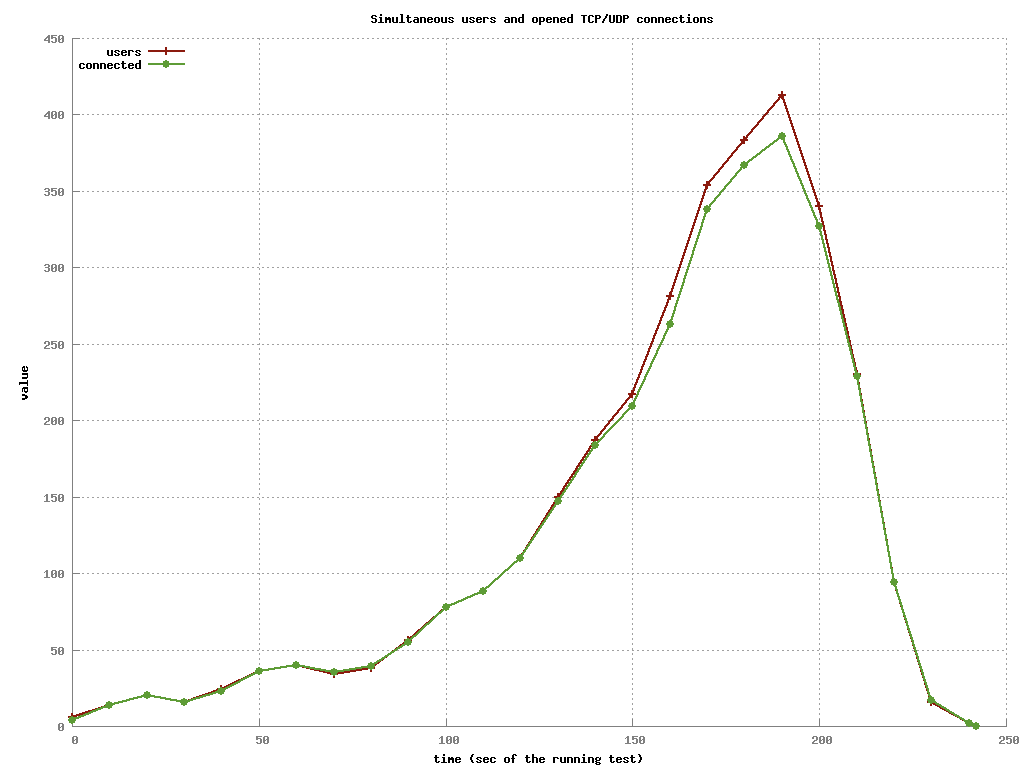 Simultaneous users and opened TCP/UDP connections
450
users
connected
400
350
300
250
value
200
150
100
50
0
0 50 100 150 200 250
time (sec of the running test)